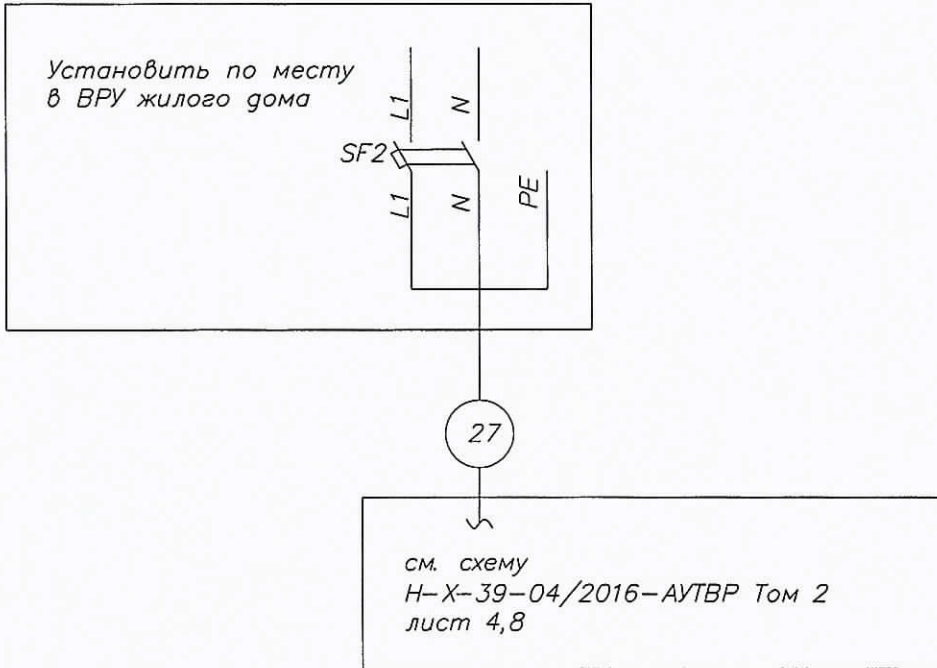 Установить по месту
в ВРУ жилого дома
L1
N
SF2
L1
N
PE
27
см. схему
Н-Х-39-04/2016-АУТВР Том 2
лист 4,8